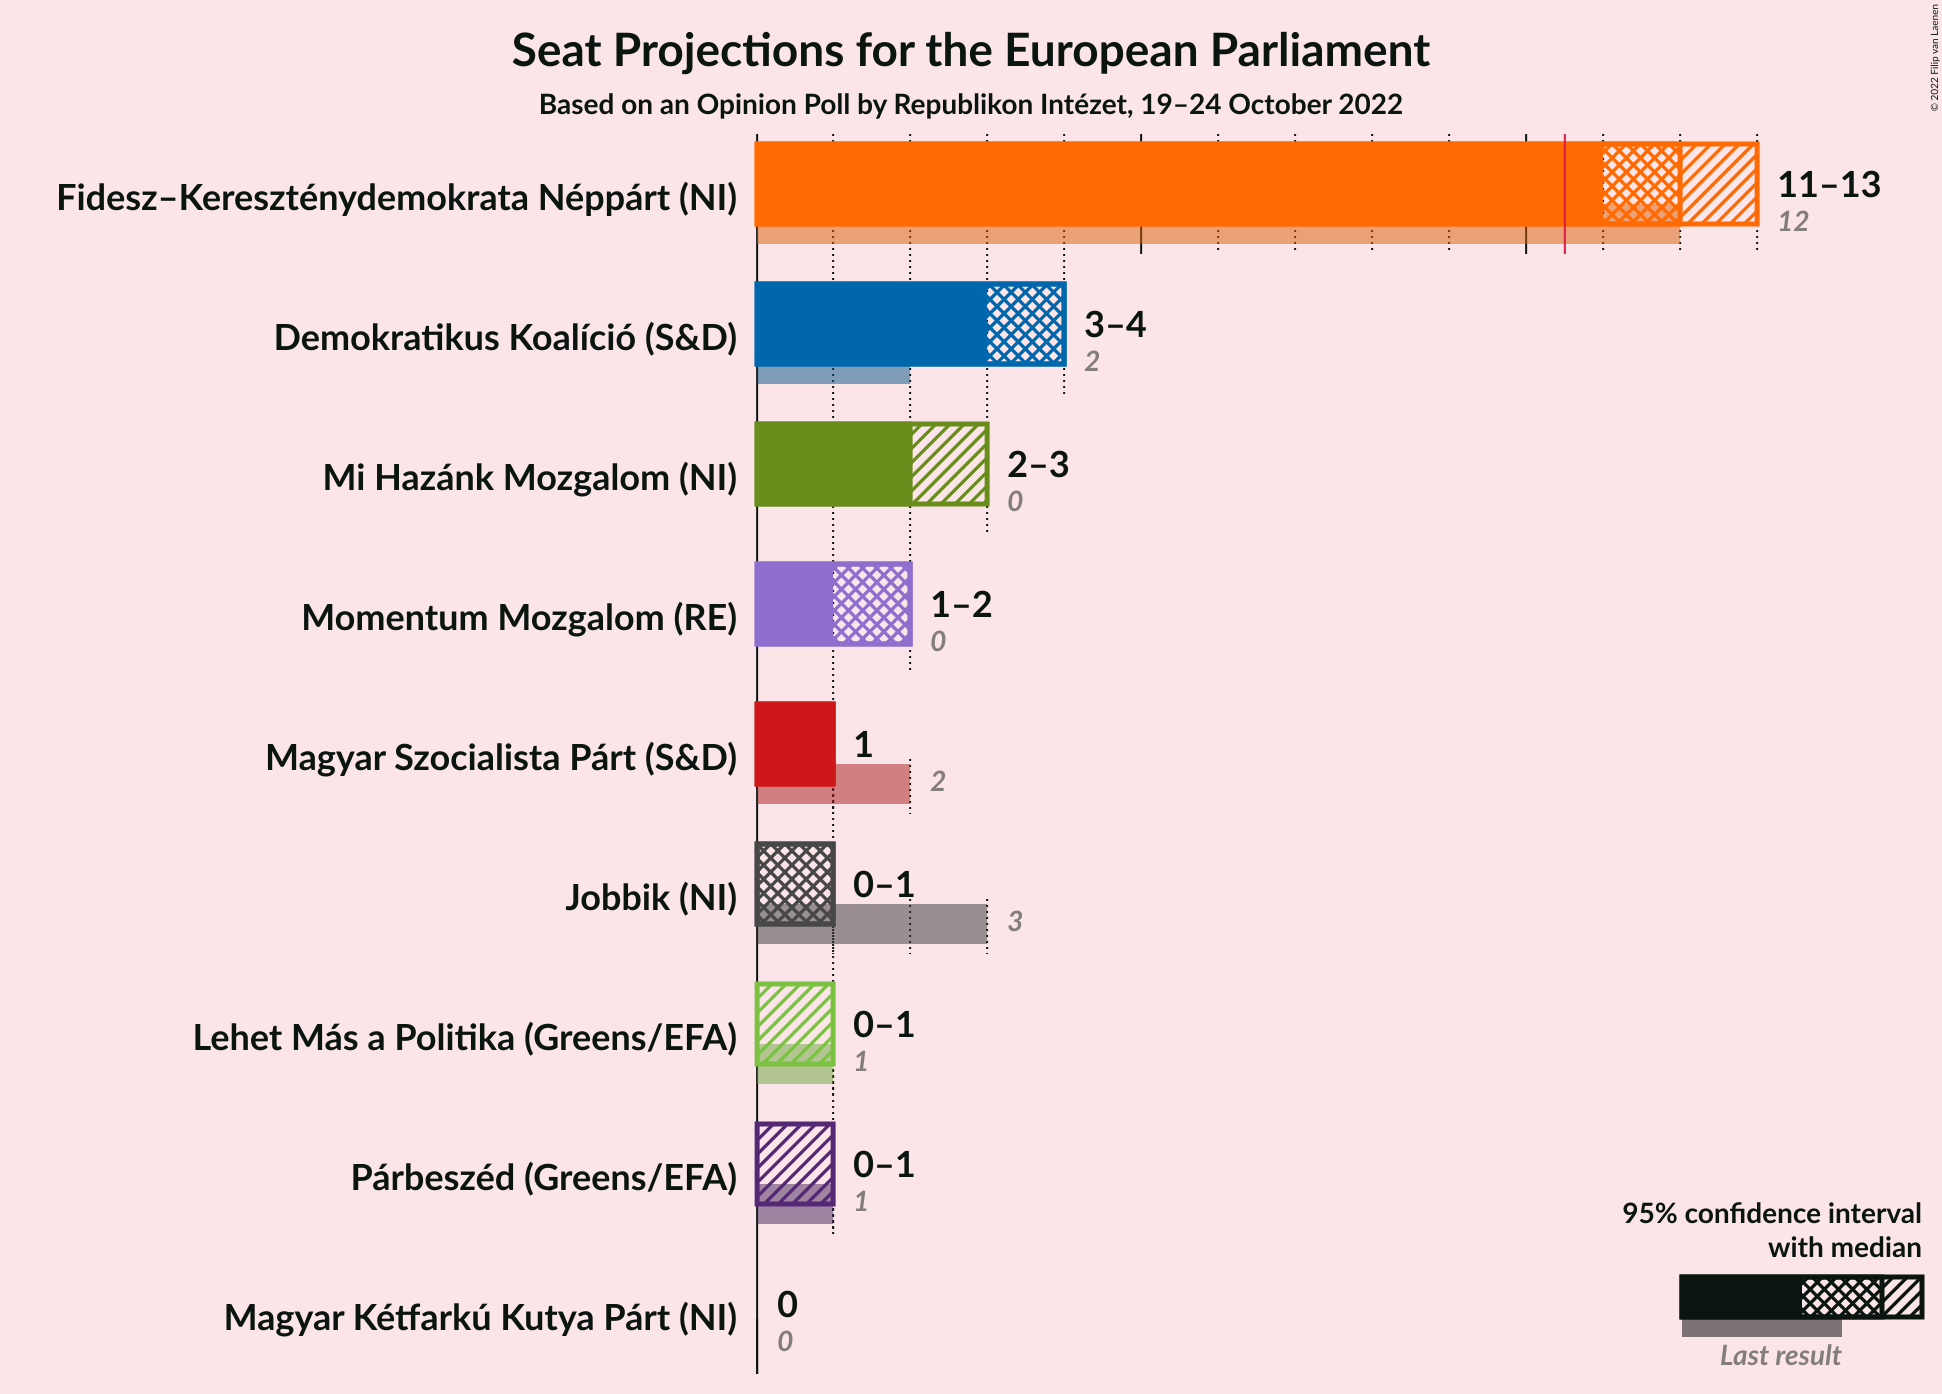 Seat Projections for the European Parliament
Based on an Opinion Poll by Republikon Intézet, 19–24 October 2022
© 2022 Filip van Laenen
Fidesz–Kereszténydemokrata Néppárt (NI)
11–13
12
Demokratikus Koalíció (S&D)
3–4
2
Mi Hazánk Mozgalom (NI)
2–3
0
Momentum Mozgalom (RE)
1–2
0
Magyar Szocialista Párt (S&D)
1
2
Jobbik (NI)
0–1
3
Lehet Más a Politika (Greens/EFA)
0–1
1
Párbeszéd (Greens/EFA)
0–1
1
Magyar Kétfarkú Kutya Párt (NI)
0
0
95% confidence interval
with median
Last result